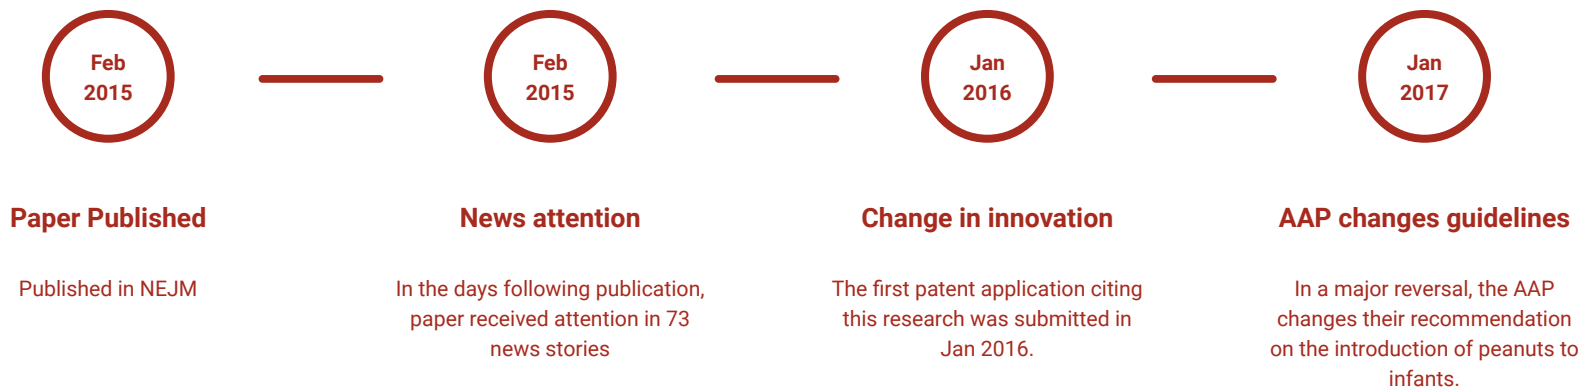 Feb
2015
Feb
2015
Jan
2016
Jan
2017
Paper Published
News attention
Change in innovation
AAP changes guidelines
Published in NEJM
In the days following publication,
paper received attention in 73
news stories
The first patent application citing
this research was submitted in
Jan 2016.
In a major reversal, the AAP
changes their recommendation
on the introduction of peanuts to
infants.